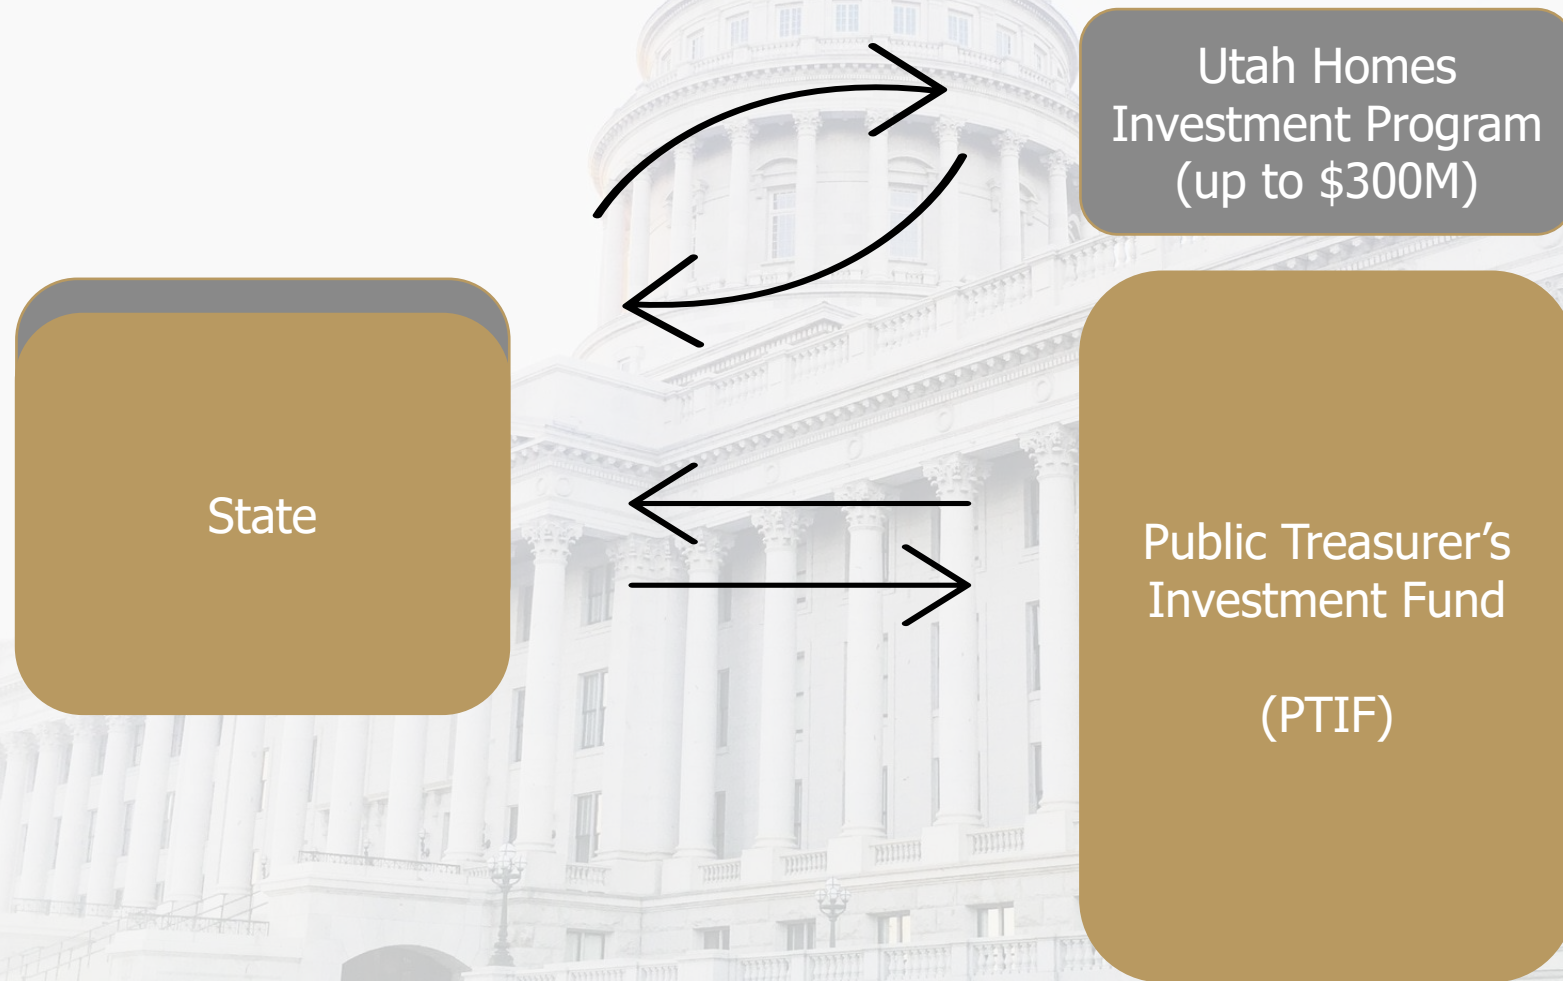 Utah Homes
Investment Program
(up to $300M)
State
Public Treasurer’s
Investment Fund
(PTIF)